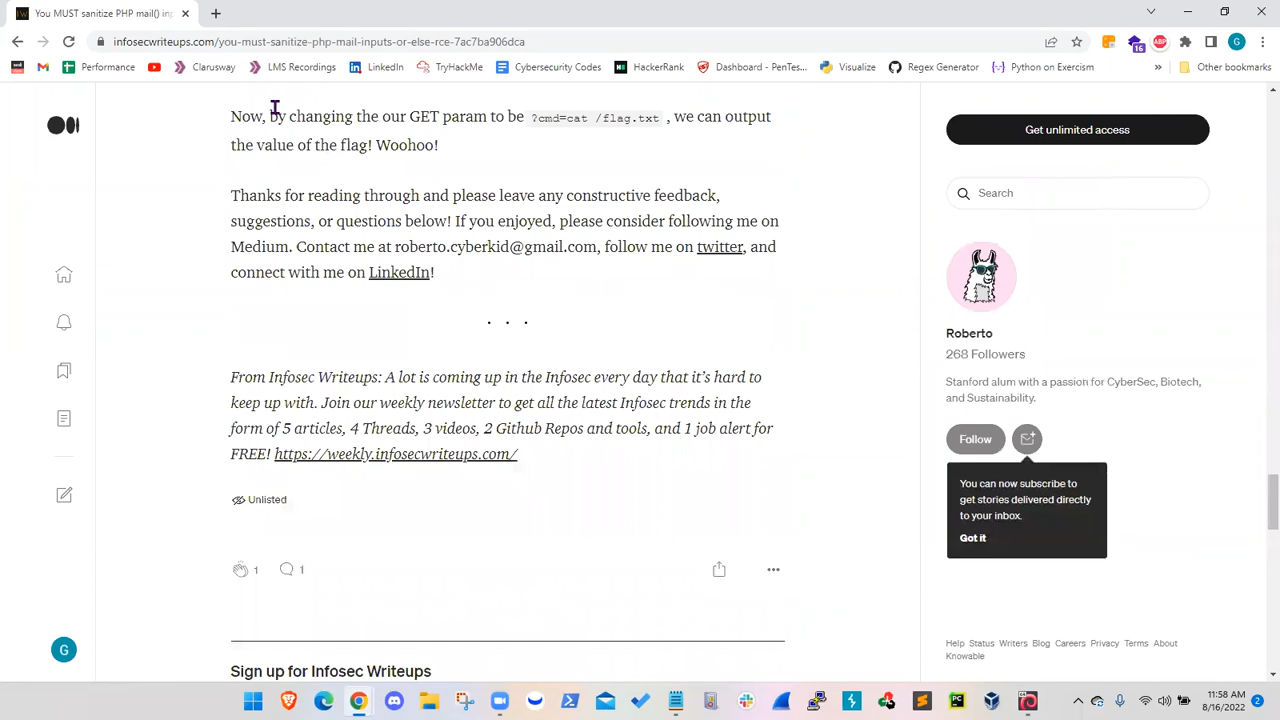 You MUST sanitize PHP mail() inp
infosecwriteups.com/you-must-sanitize-php-mail-inputs-or-else-rce-7ac7ba906dca
16
G
Performance
Clarusway
LMS Recordings
LinkedIn
TryHackMe
Cybersecurity Codes
HackerRank
Dashboard - PenTes...
Visualize
Regex Generator
Python on Exercism
»
Other bookmarks
Now, by changing the our GET param to be ?cmd=cat /flag.txt , we can output
the value of the flag! Woohoo!
Thanks for reading through and please leave any constructive feedback,
suggestions, or questions below! If you enjoyed, please consider following me on
Medium. Contact me at roberto.cyberkid@gmail.com, follow me on twitter, and
connect with me on LinkedIn!
. . .
From Infosec Writeups: A lot is coming up in the Infosec every day that it's hard to
keep up with. Join our weekly newsletter to get all the latest Infosec trends in the
form of 5 articles, 4 Threads, 3 videos, 2 Github Repos and tools, and 1 job alert for
FREE! https://weekly.infosecwriteups.com/
Unlisted
1
1
Sign up for Infosec Writeups
Get unlimited access
Search
Roberto
268 Followers
Stanford alum with a passion for CyberSec, Biotech,
and Sustainability.
Follow
You can now subscribe to
get stories delivered directly
to your inbox.
Got it
Help Status Writers Blog Careers Privacy Terms About
Knowable
G
11:58 AM
8/16/2022
2